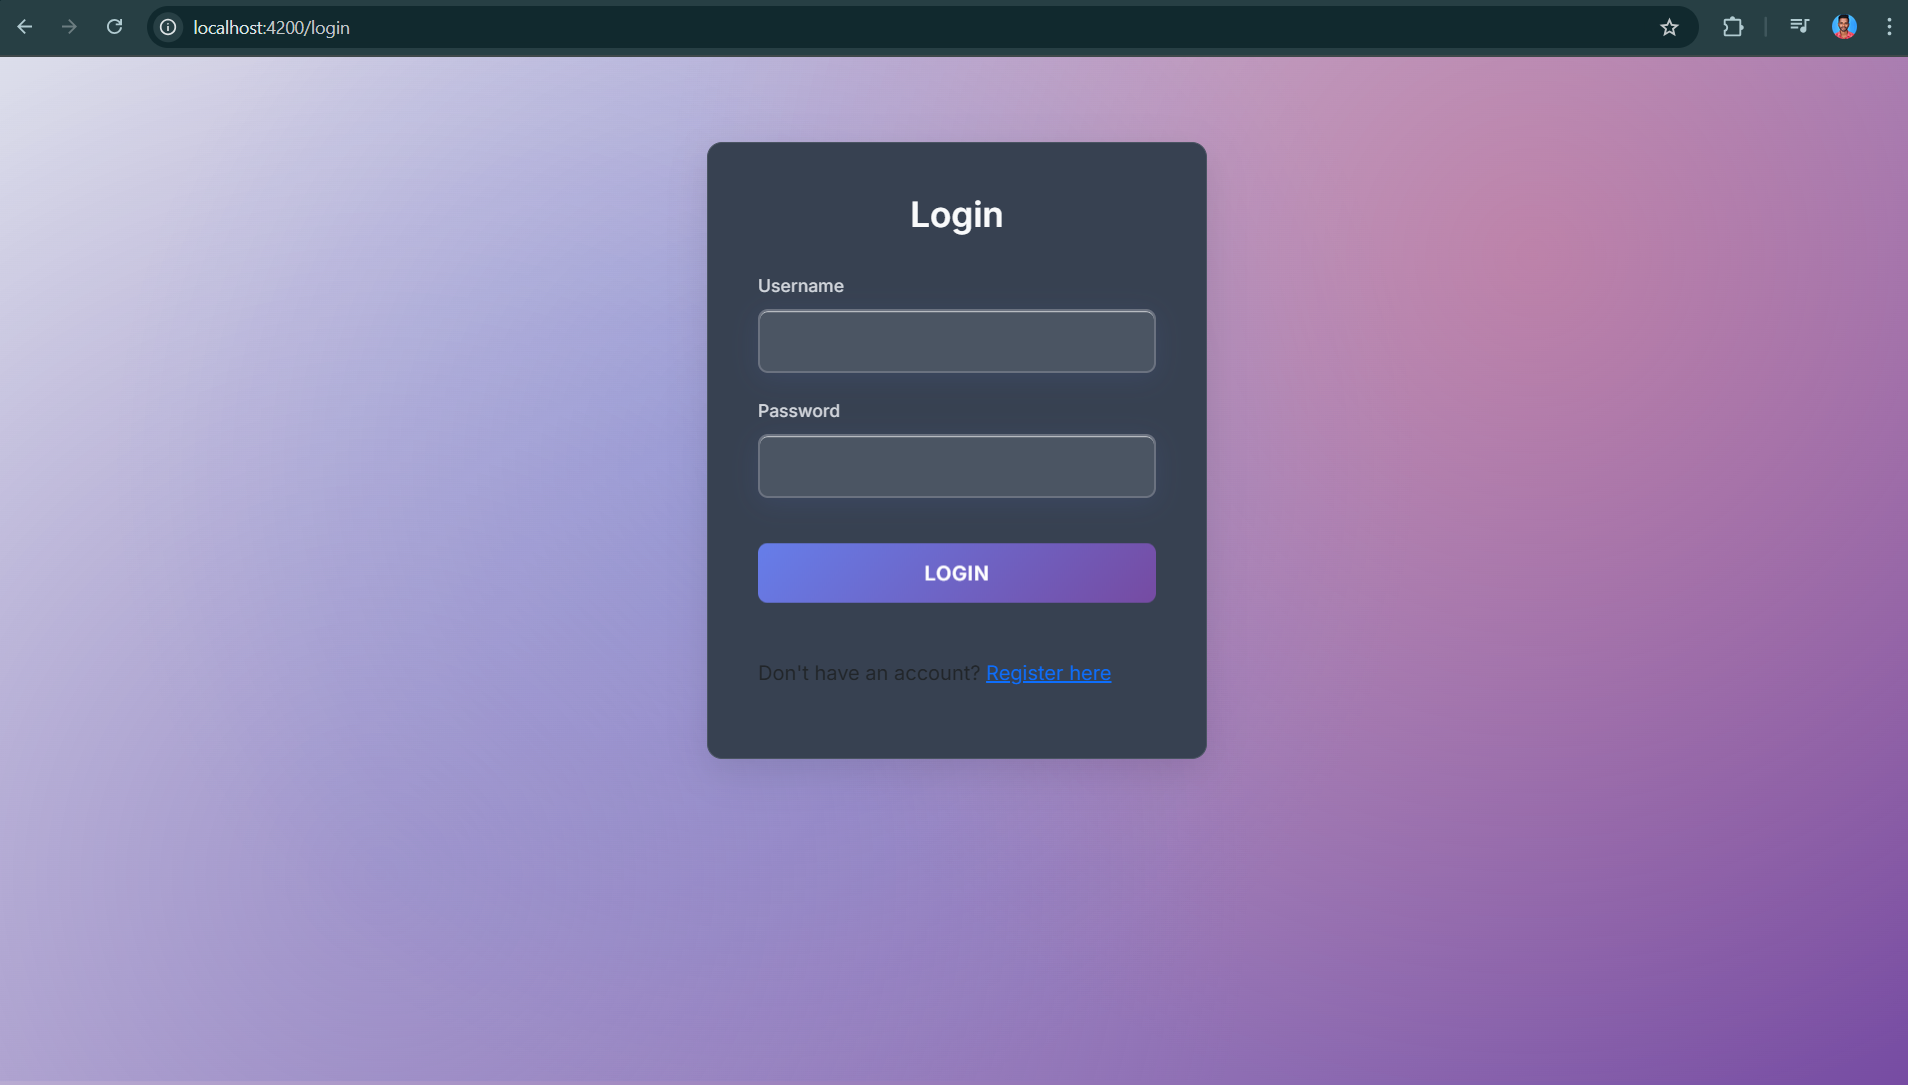 localhost:4200/login
Login
Username
Password
LOGIN
Don't have an account? Register here